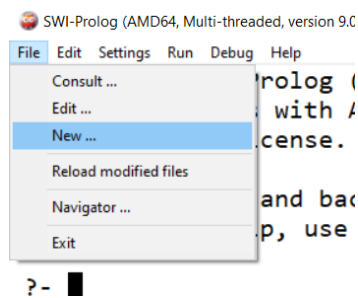 SWI-Prolog (AMD64, Multi-threaded, version 9.0
File Edit Settings Run Debug Help
Consult ...
Edit ...
New ...
Reload modified files
Navigator ...
Exit
Prolog (
with A
cense.
and bac
p, use
?-